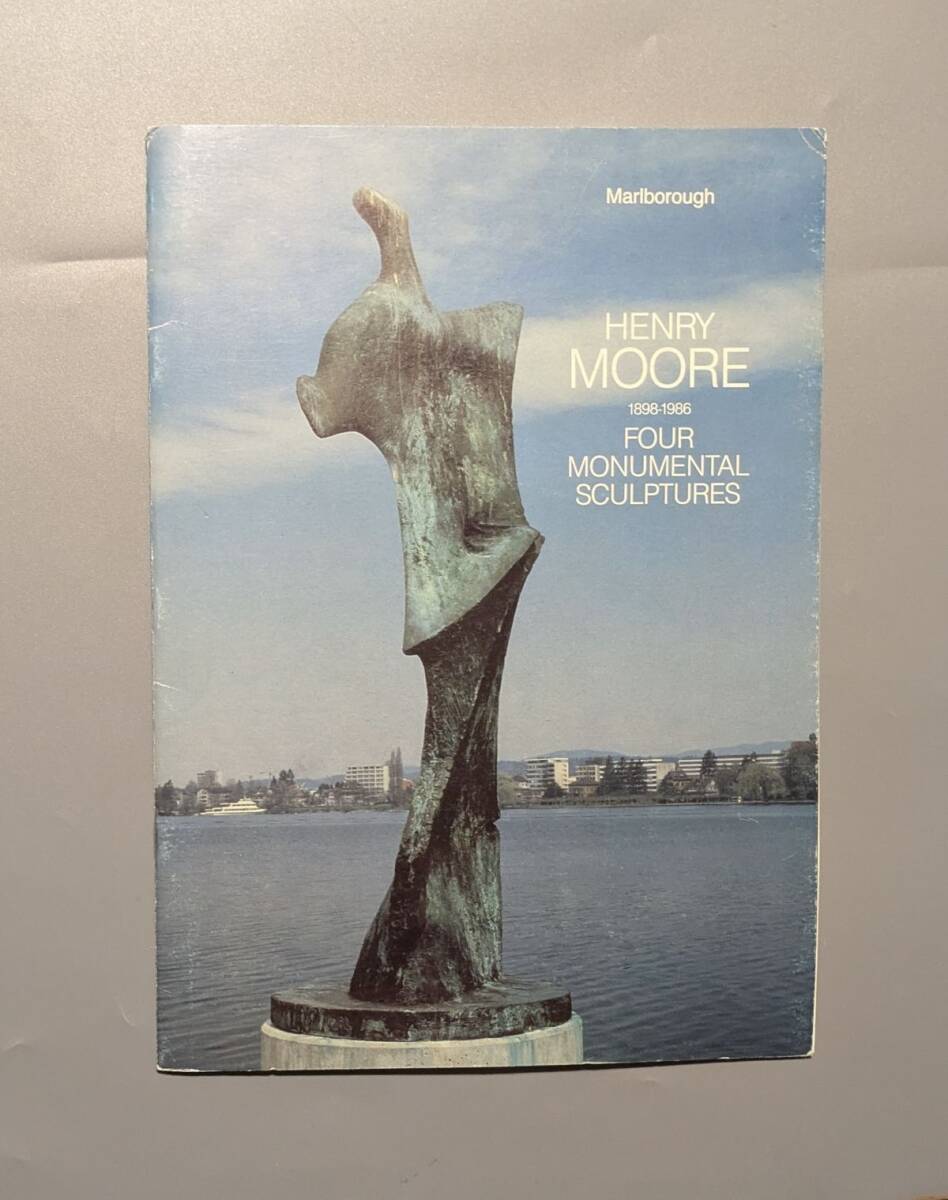 Marlborough
HENRY
MOORE
1898-1986
FOUR
MONUMENTAL
SCULPTURES